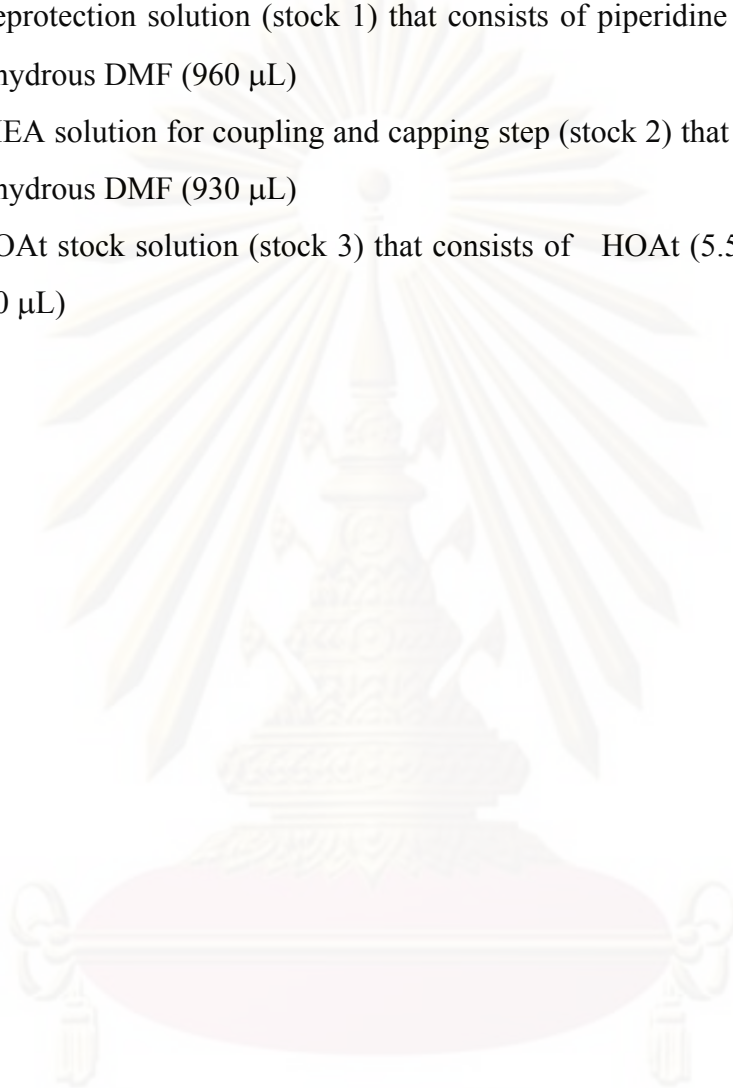 eprotection solution (stock 1) that consists of piperidine
hydrous DMF (960 μL)
IEA solution for coupling and capping step (stock 2) that
hydrous DMF (930 μL)
OAt stock solution (stock 3) that consists of HOAt (5.5
0 μL)